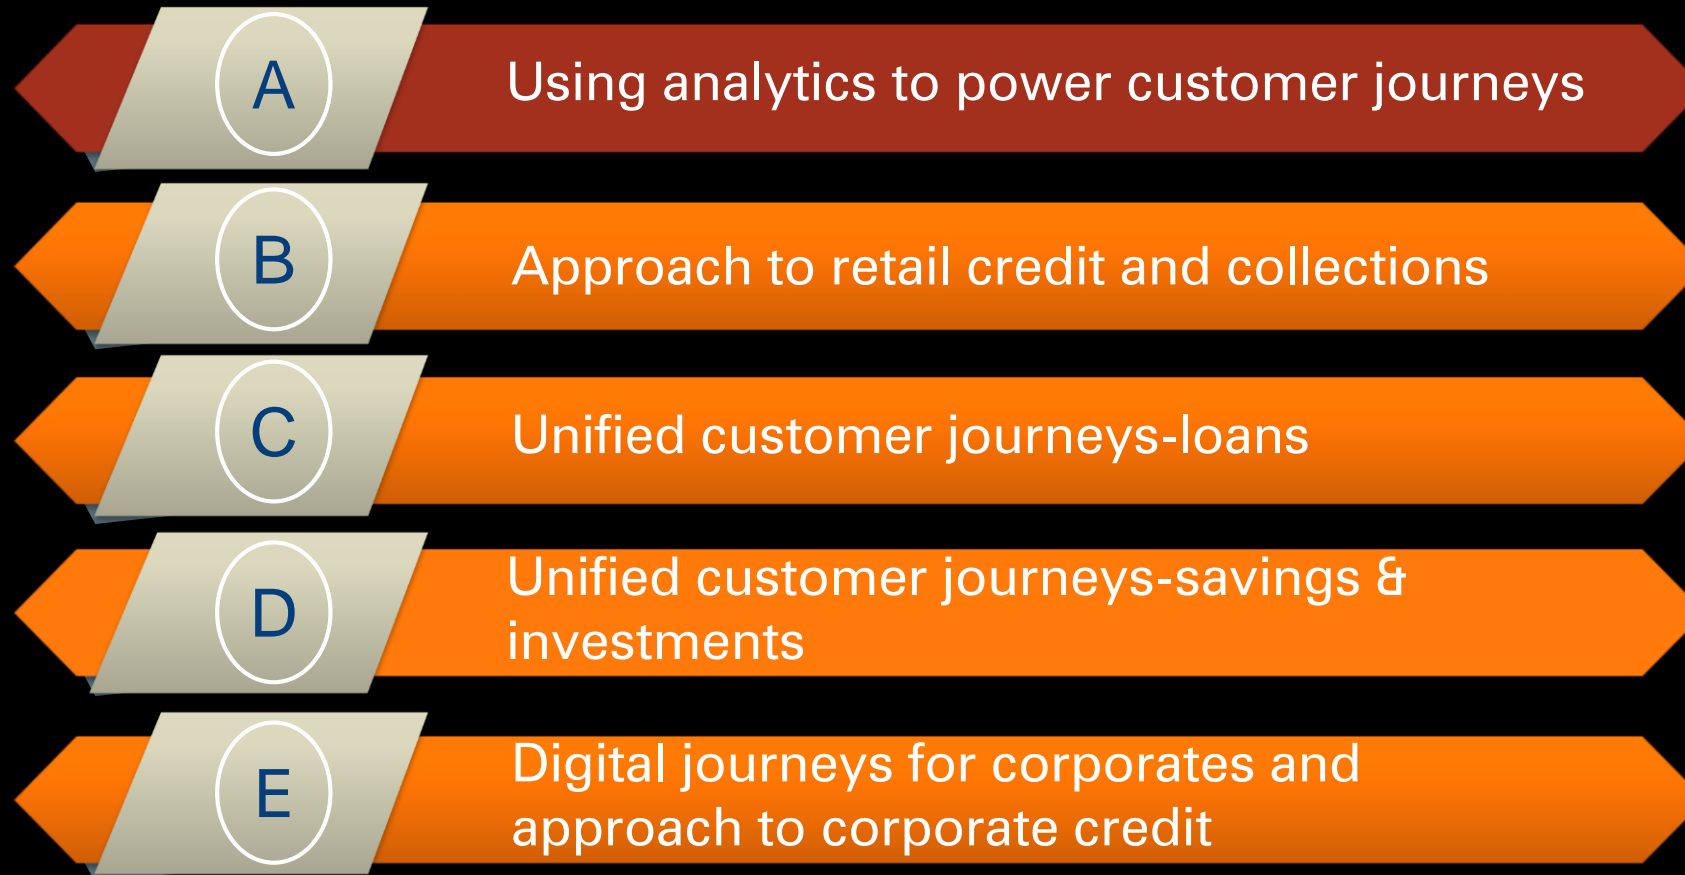 A
Using analytics to power customer journeys
B
Approach to retail credit and collections
C
Unified customer journeys-loans
D
Unified customer journeys-savings &
investments
E
Digital journeys for corporates and
approach to corporate credit